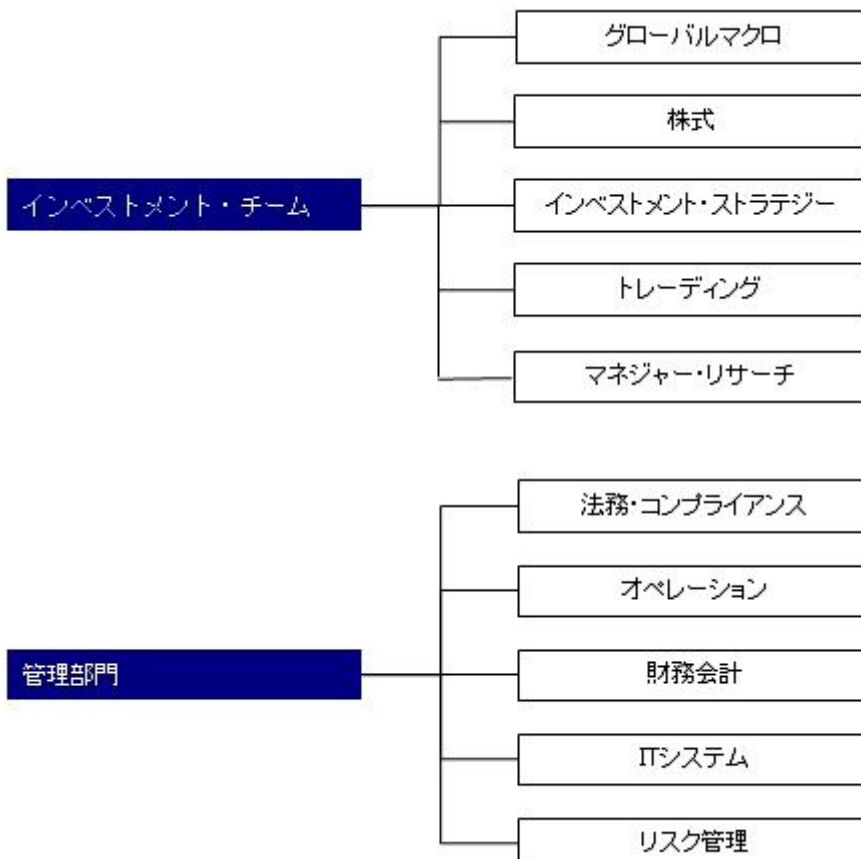 インベストメント・チーム
グローバルマクロ
株式
インベストメント・ストラテジー
トレーディング
マネジャー・リサーチ
管理部門
法務・コンプライアンス
オペレーション
財務会計
ITシステム
リスク管理